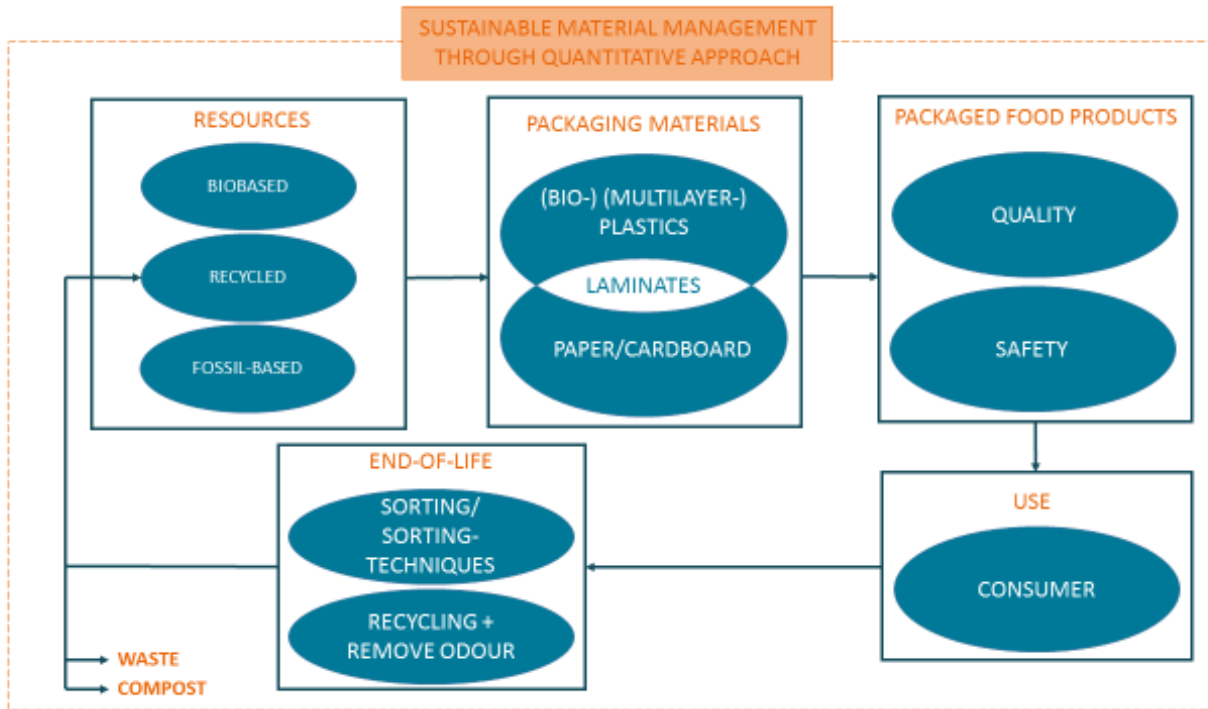 SUSTAINABLE MATERIAL MANAGEMENT
THROUGH QUANTITATIVE APPROACH
RESOURCES
BIOBASED
RECYCLED
FOSSIL-BASED
PACKAGING MATERIALS
(BIO-) (MULTILAYER-)
PLASTICS
LAMINATES
PAPER/CARDBOARD
PACKAGED FOOD PRODUCTS
QUALITY
SAFETY
USE
CONSUMER
END-OF-LIFE
SORTING/
SORTING-
TECHNIQUES
RECYCLING +
REMOVE ODOUR
WASTE
COMPOST